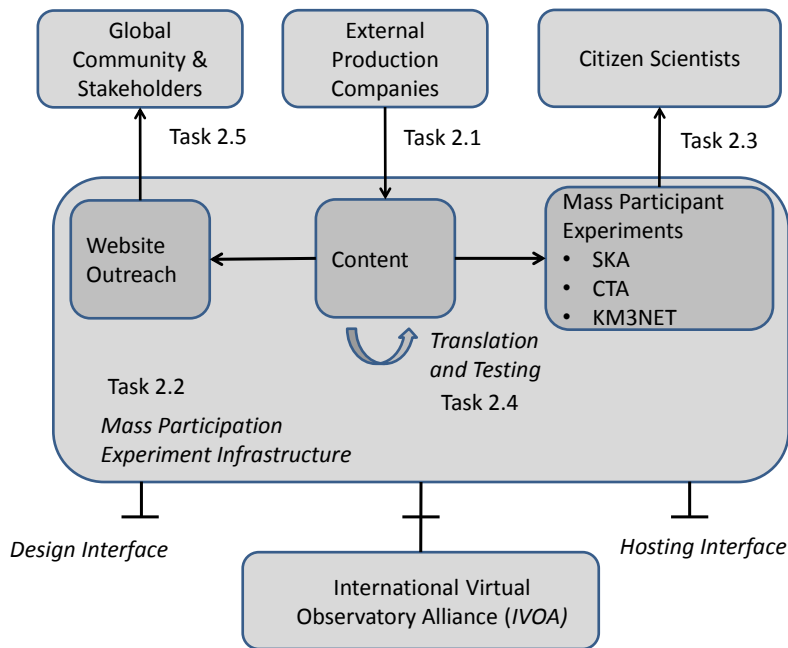 Global
Community &
Stakeholders
External
Production
Companies
Citizen Scientists
Task 2.5
Task 2.1
Task 2.3
Website
Outreach
Content
Mass Participant
Experiments
• SKA
• CTA
• KM3NET
Translation
and Testing
Task 2.4
Task 2.2
Mass Participation
Experiment Infrastructure
Design Interface
Hosting Interface
International Virtual
Observatory Alliance (IVOA)